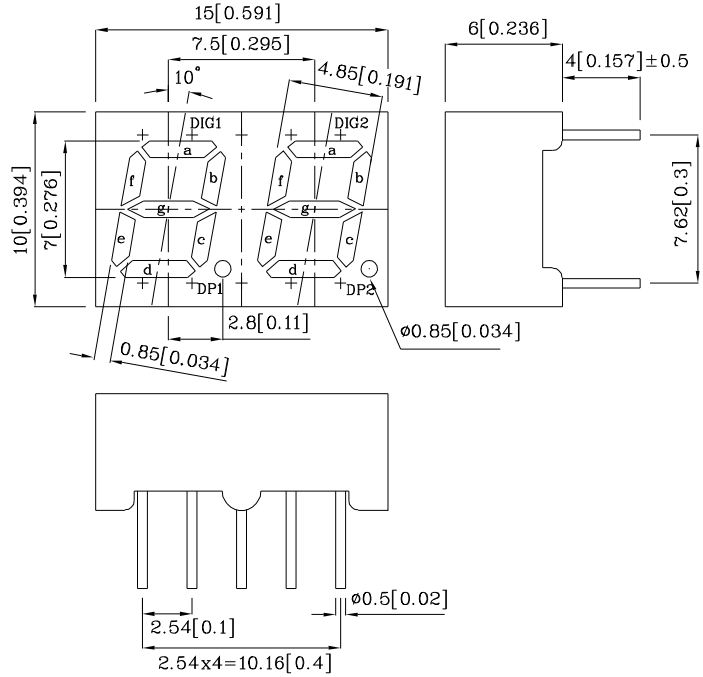 15[0.591]
6[0.236]
7.5[0.295]
4[0.157]±0.5
10°
4.85[0.191]
DIG1
DIG2
a
a
f
b
f
b
10[0.394]
7[0.276]
g
g
7.62[0.3]
e
c
e
c
d
d
DP1
DP2
2.8[0.11]
ø0.85[0.034]
0.85[0.034]
ø0.5[0.02]
2.54[0.1]
2.54x4=10.16[0.4]